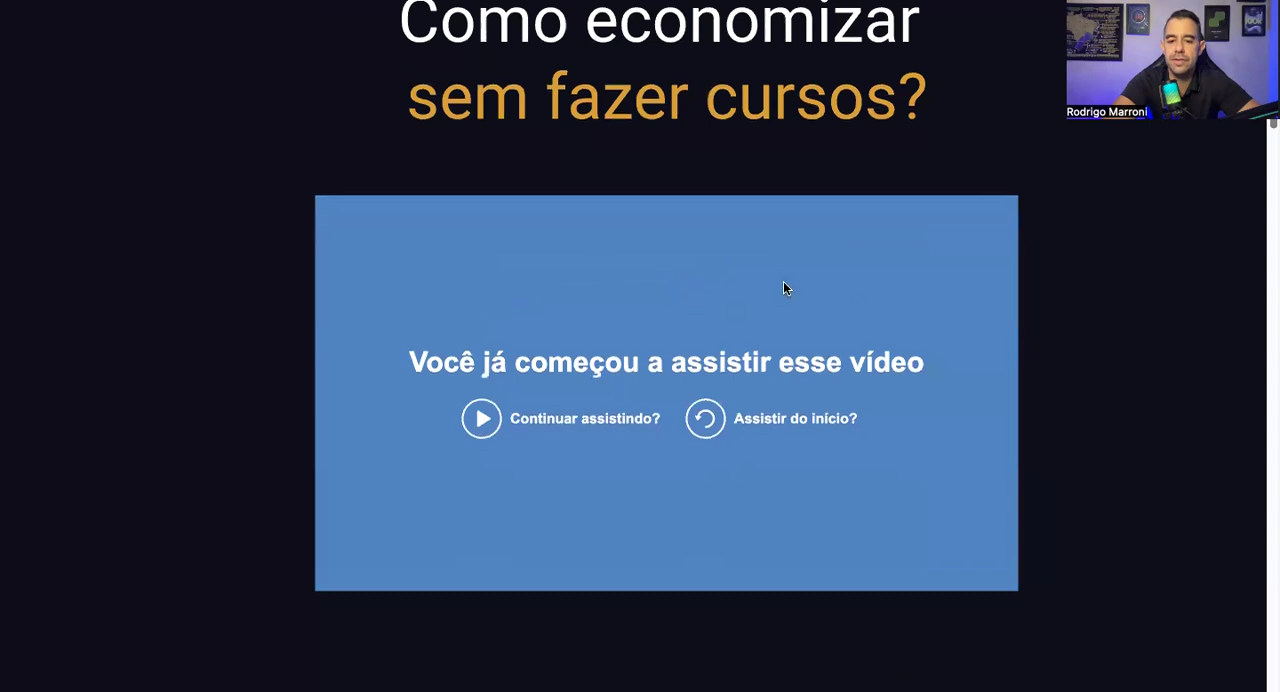 Como economizar
sem fazer cursos?
Rodrigo Marroni
Você já começou a assistir esse vídeo
Continuar assistindo?
Assistir do início?